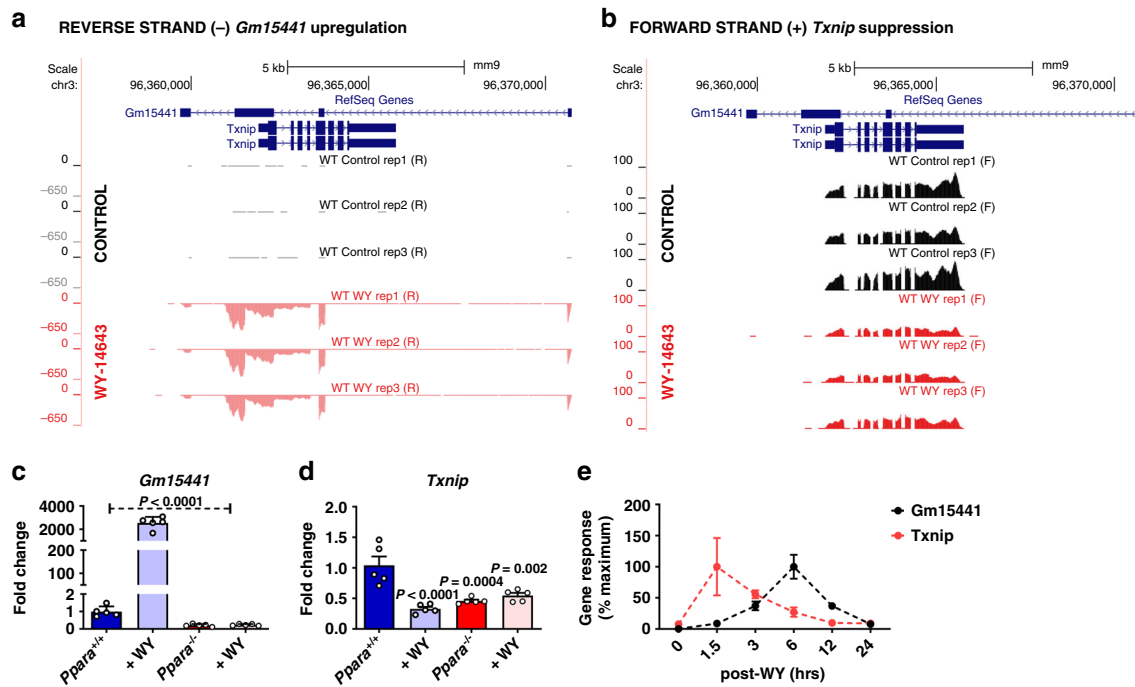 a REVERSE STRAND (–) Gm15441 upregulation
Scale 5 kb mm9
chr3: 96,360,000 96,365,000 96,370,000
RefSeq Genes
Gm15441
Txnip
Txnip
CONTROL
0 WT Control rep1 (R)
–650
0 WT Control rep2 (R)
–650
0 WT Control rep3 (R)
–650
WY-14643
0 WT WY rep1 (R)
–650
0 WT WY rep2 (R)
–650
0 WT WY rep3 (R)
–650
b FORWARD STRAND (+) Txnip suppression
Scale 5 kb mm9
chr3: 96,360,000 96,365,000 96,370,000
RefSeq Genes
Gm15441
Txnip
Txnip
CONTROL
WT Control rep1 (F)
100
0
WT Control rep2 (F)
100
0
WT Control rep3 (F)
100
0
WY-14643
WT WY rep1 (F)
100
0
WT WY rep2 (F)
100
0
WT WY rep3 (F)
100
0
c Gm15441
P < 0.0001
Fold change
4000
2000
200
100
2
1
0
Ppara+/+ + WY Ppara-/- + WY
d Txnip
Fold change
2.0
1.5
1.0
0.5
0.0
P < 0.0001 P = 0.0004 P = 0.002
Ppara+/+ + WY Ppara-/- + WY
e
Gene response
(% maximum)
200
150
100
50
0
Gm15441
Txnip
0 1.5 3 6 12 24
post-WY (hrs)